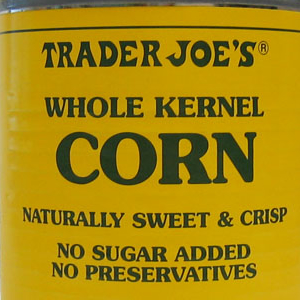 TRADER JOE'S®
WHOLE KERNEL
CORN
NATURALLY SWEET & CRISP
NO SUGAR ADDED
NO PRESERVATIVES